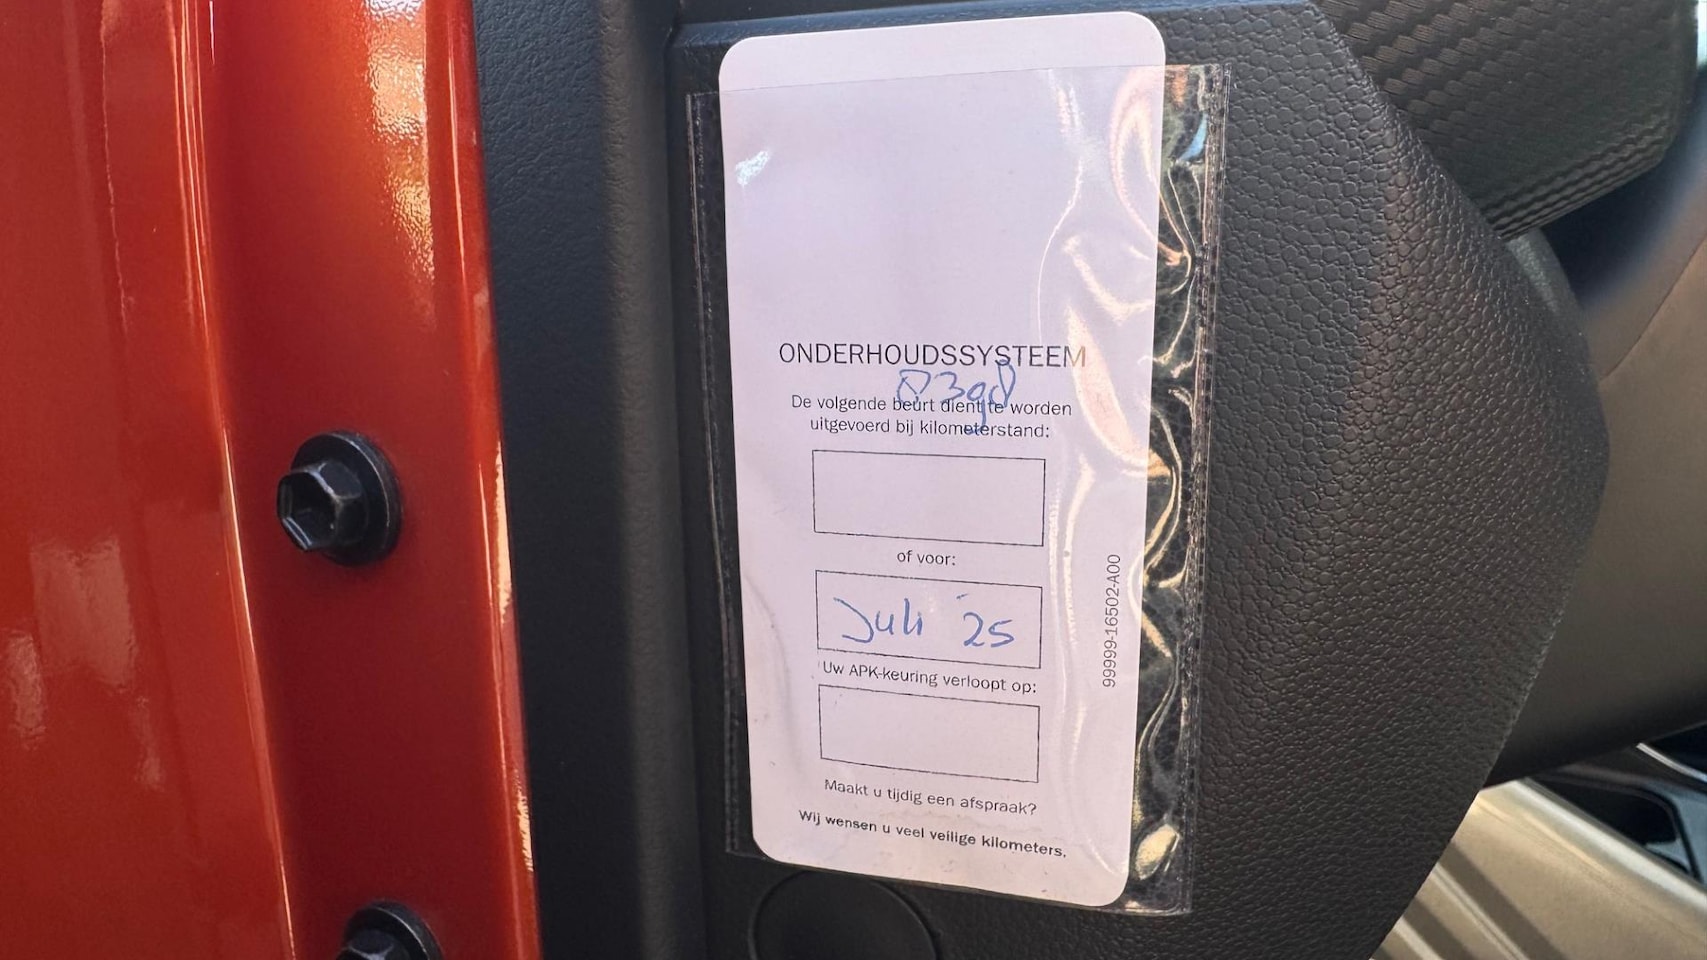 ONDERHOUDSSYSTEEM
De volgende beurt dient te worden
uitgevoerd bij kilometerstand:
of voor:
Juli '25
Uw APK-keuring verloopt op:
Maakt u tijdig een afspraak?
Wij wensen u veel veilige kilometers.
99999-16502-A00